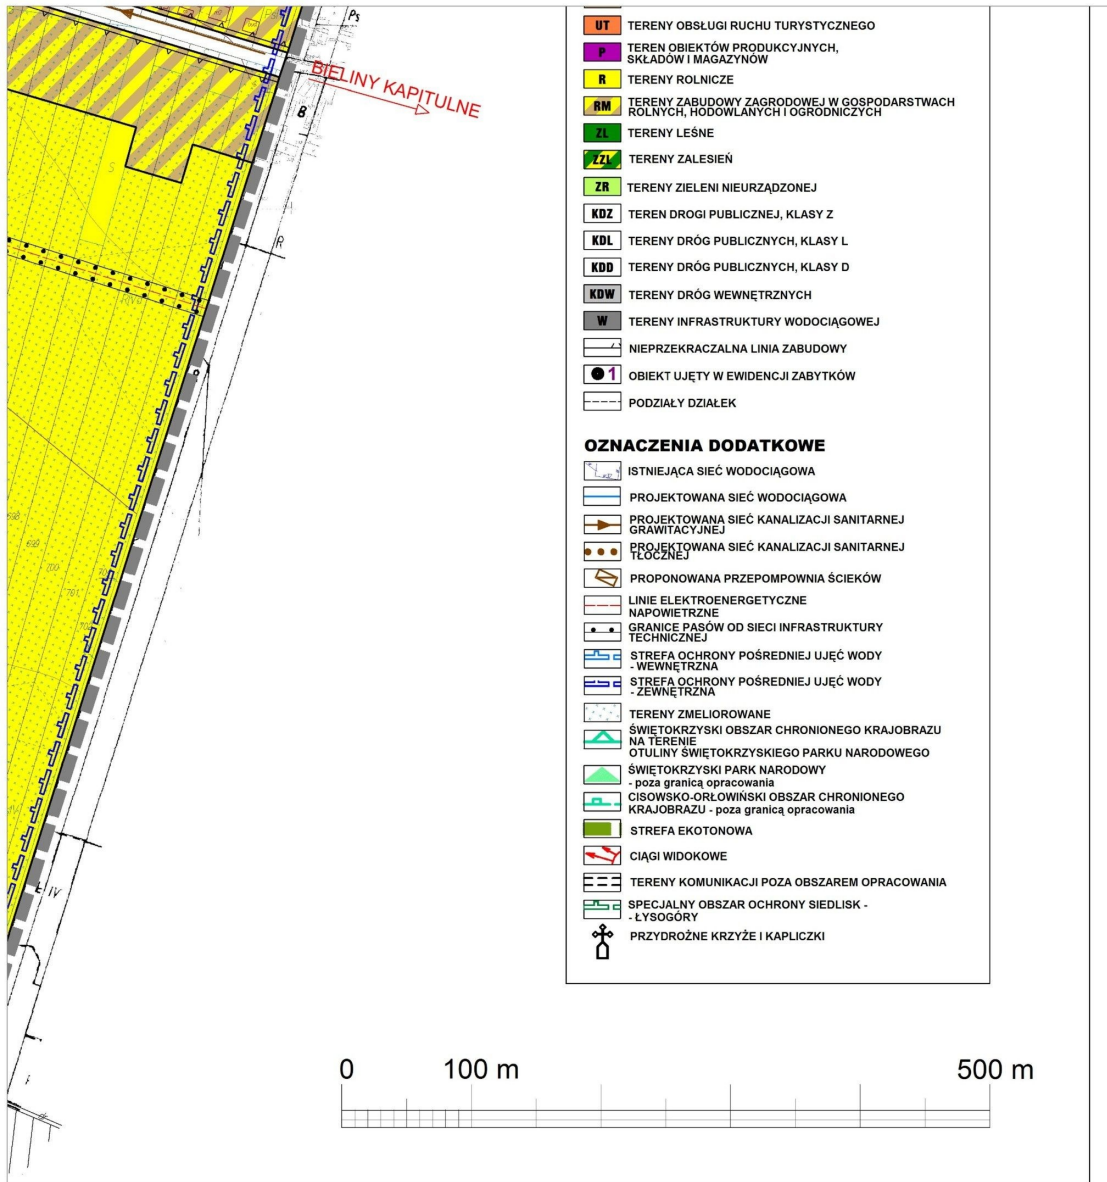 Ps
BIELINY KAPITULNE
B
S
R
698
699
700
701
Ł IV
UT TERENY OBSŁUGI RUCHU TURYSTYCZNEGO
P TEREN OBIEKTÓW PRODUKCYJNYCH,
SKŁADÓW I MAGAZYNÓW
R TERENY ROLNICZE
RM TERENY ZABUDOWY ZAGRODOWEJ W GOSPODARSTWACH
ROLNYCH, HODOWLANYCH I OGRODNICZYCH
ZL TERENY LEŚNE
ZZL TERENY ZALESIEŃ
ZR TERENY ZIELENI NIEURZĄDZONEJ
KDZ TEREN DROGI PUBLICZNEJ, KLASY Z
KDL TERENY DRÓG PUBLICZNYCH, KLASY L
KDD TERENY DRÓG PUBLICZNYCH, KLASY D
KDW TERENY DRÓG WEWNĘTRZNYCH
W TERENY INFRASTRUKTURY WODOCIĄGOWEJ
NIEPRZEKRACZALNA LINIA ZABUDOWY
1 OBIEKT UJĘTY W EWIDENCJI ZABYTKÓW
PODZIAŁY DZIAŁEK
OZNACZENIA DODATKOWE
ISTNIEJĄCA SIEĆ WODOCIĄGOWA
PROJEKTOWANA SIEĆ WODOCIĄGOWA
PROJEKTOWANA SIEĆ KANALIZACJI SANITARNEJ
GRAWITACYJNEJ
PROJEKTOWANA SIEĆ KANALIZACJI SANITARNEJ
TŁOCZNEJ
PROPONOWANA PRZEPOMPOWNIA ŚCIEKÓW
LINIE ELEKTROENERGETYCZNE
NAPOWIETRZNE
GRANICE PASÓW OD SIECI INFRASTRUKTURY
TECHNICZNEJ
STREFA OCHRONY POŚREDNIEJ UJĘĆ WODY
- WEWNĘTRZNA
STREFA OCHRONY POŚREDNIEJ UJĘĆ WODY
- ZEWNĘTRZNA
TERENY ZMELIOROWANE
ŚWIĘTOKRZYSKI OBSZAR CHRONIONEGO KRAJOBRAZU
NA TERENIE
OTULINY ŚWIĘTOKRZYSKIEGO PARKU NARODOWEGO
ŚWIĘTOKRZYSKI PARK NARODOWY
- poza granicą opracowania
CISOWSKO-ORŁOWIŃSKI OBSZAR CHRONIONEGO
KRAJOBRAZU - poza granicą opracowania
STREFA EKOTONOWA
CIĄGI WIDOKOWE
TERENY KOMUNIKACJI POZA OBSZAREM OPRACOWANIA
SPECJALNY OBSZAR OCHRONY SIEDLISK -
- ŁYSOGÓRY
PRZYDROŻNE KRZYŻE I KAPLICZKI
0 100 m 500 m